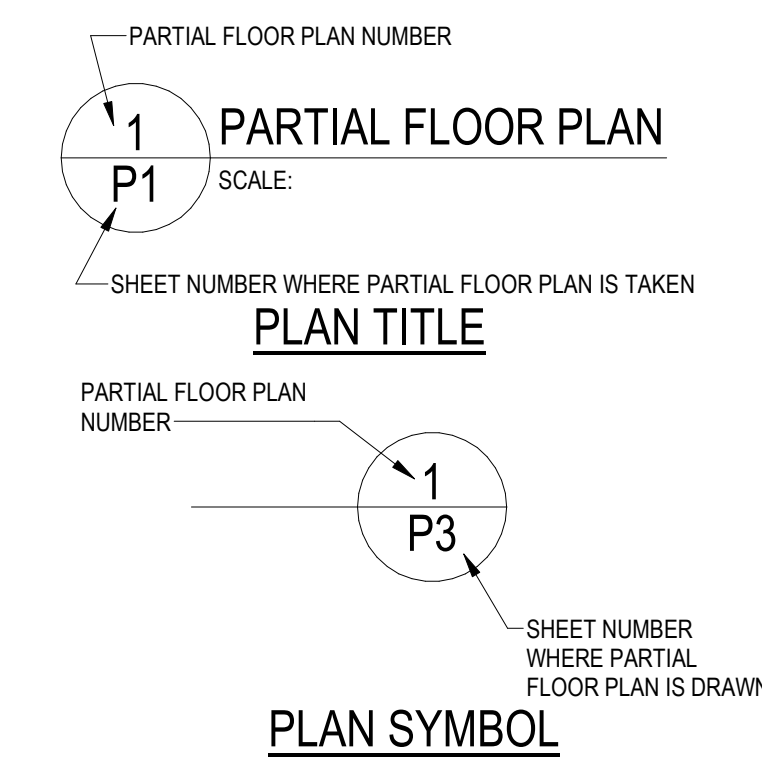 PARTIAL FLOOR PLAN NUMBER
1
PARTIAL FLOOR PLAN
P1
SCALE:
SHEET NUMBER WHERE PARTIAL FLOOR PLAN IS TAKEN
PLAN TITLE
PARTIAL FLOOR PLAN
NUMBER
1
P3
SHEET NUMBER
WHERE PARTIAL
FLOOR PLAN IS DRAWN
PLAN SYMBOL